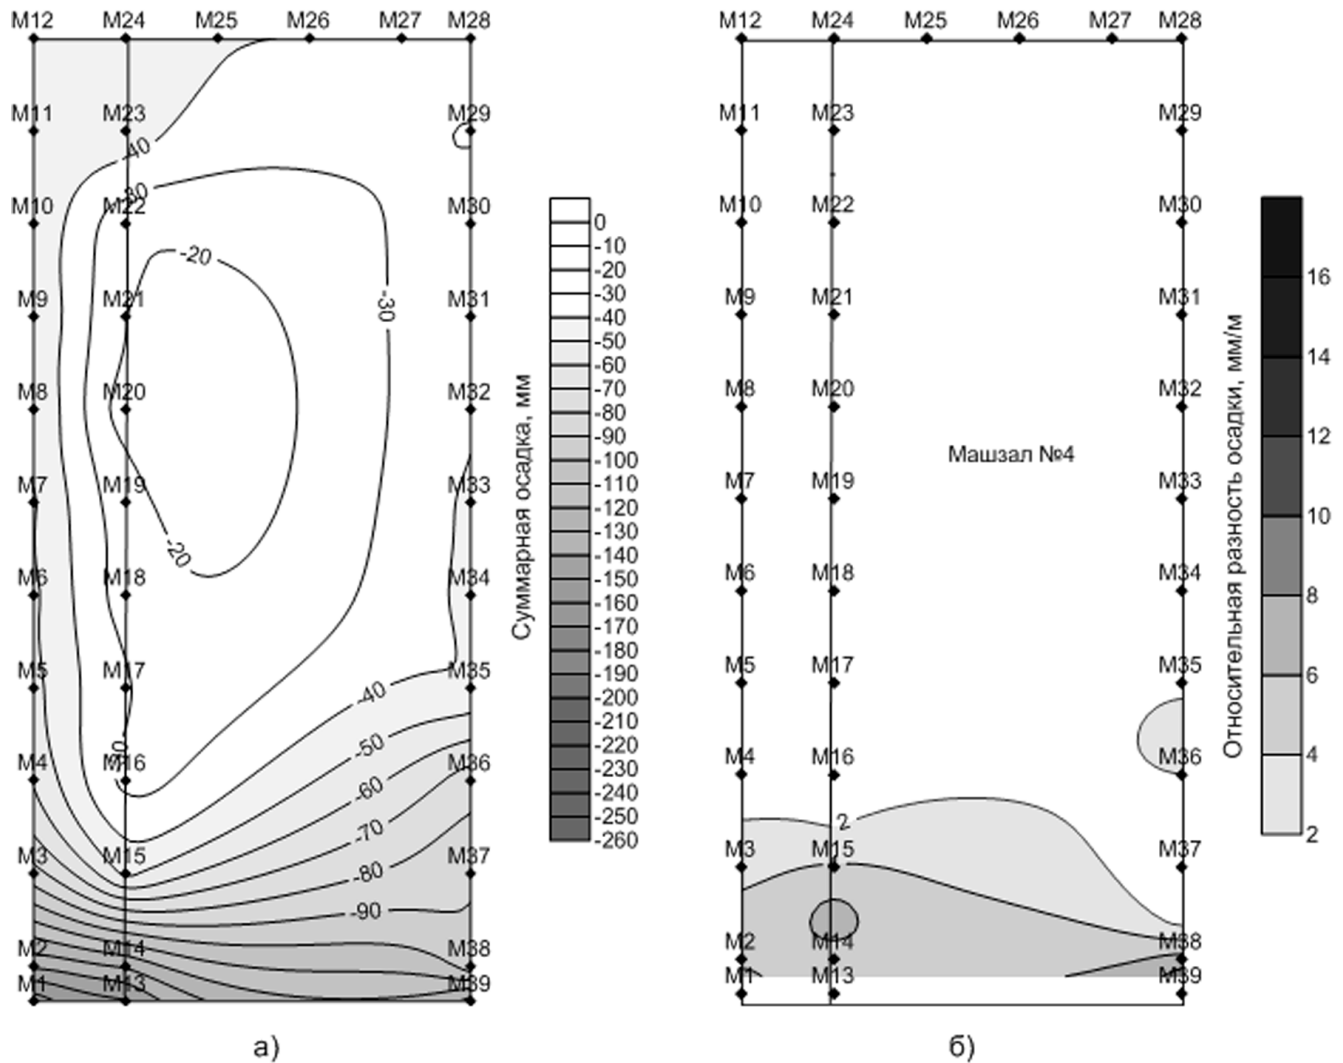 M12 M24 M25 M26 M27 M28
M11 M23 M29
-40
-30
M10 M22 M30
-20
M9 M21 -30 M31
M8 M20 M32
M7 M19 M33
-20
M6 M18 M34
M5 M17 M35
-40
-50
M4 M16 M36
-60
-70
M3 M15 M37
-80
-90
M2 M14 M38
M1 M13 M39
а)
Суммарная осадка, мм
0
-10
-20
-30
-40
-50
-60
-70
-80
-90
-100
-110
-120
-130
-140
-150
-160
-170
-180
-190
-200
-210
-220
-230
-240
-250
-260
M12 M24 M25 M26 M27 M28
M11 M23 M29
M10 M22 M30
M9 M21 M31
M8 M20 M32
Машзал №4
M7 M19 M33
M6 M18 M34
M5 M17 M35
M4 M16 M36
2
M3 M15 M37
M2 M14 M38
M1 M13 M39
б)
Относительная разность осадки, мм/м
16
14
12
10
8
6
4
2